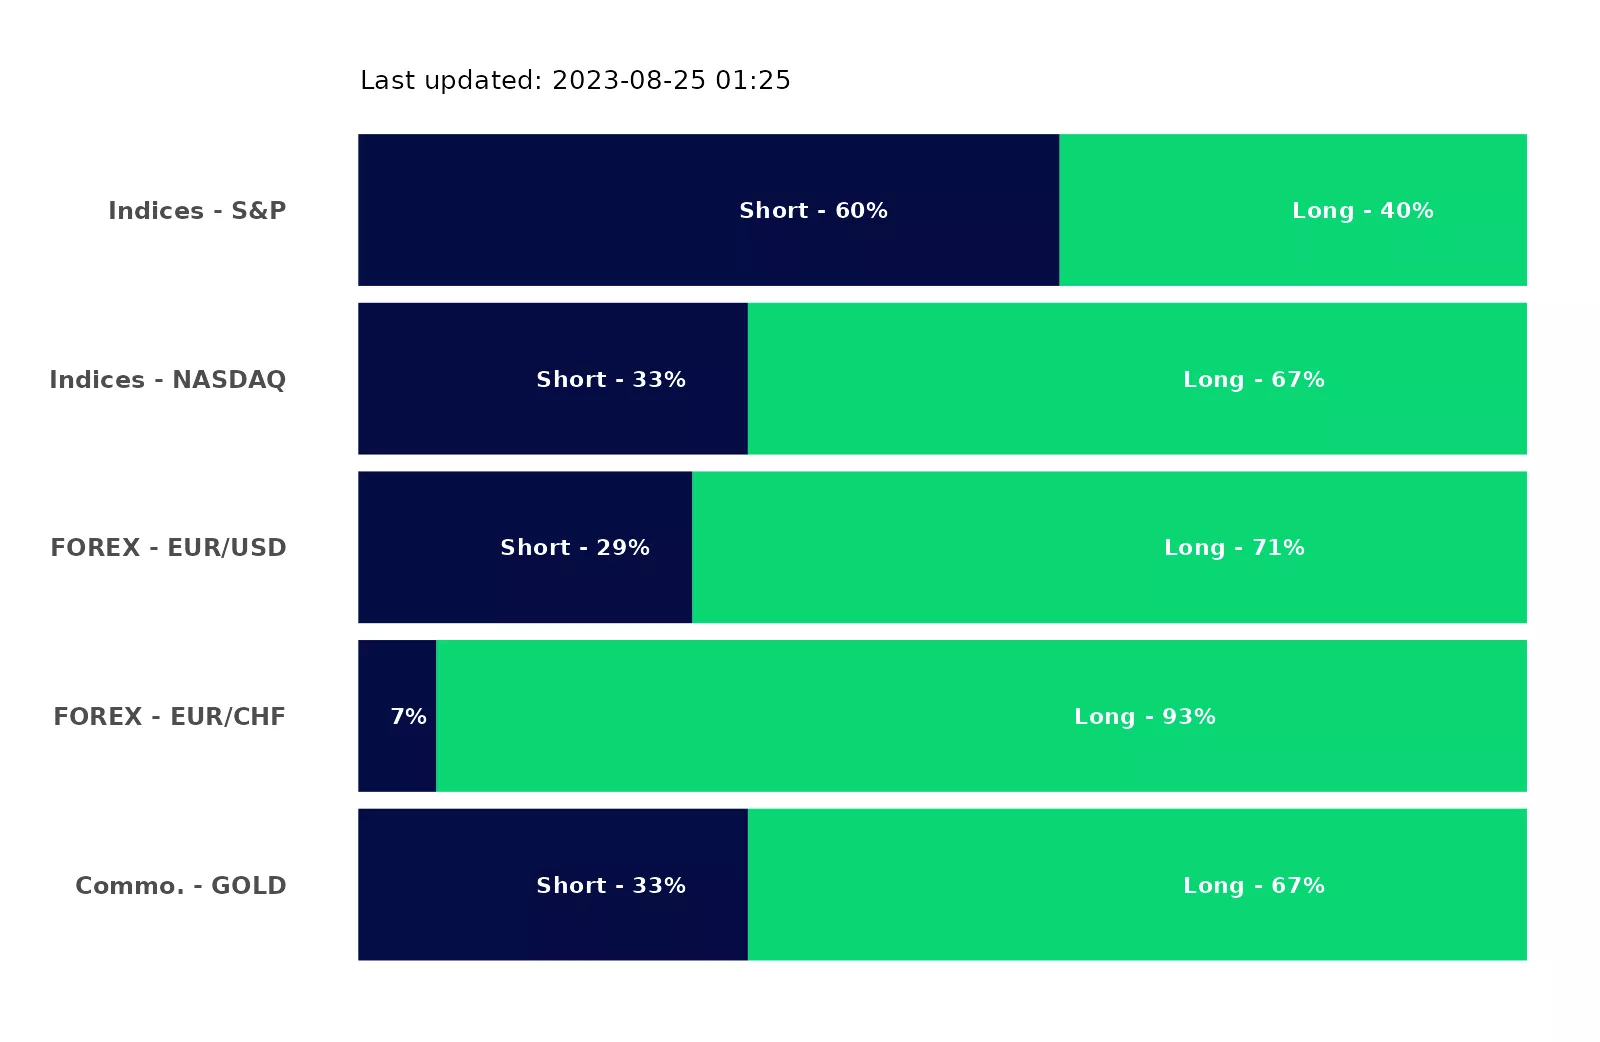 Last updated: 2023-08-25 01:25
Indices - S&P Short - 60% Long - 40%
Indices - NASDAQ Short - 33% Long - 67%
FOREX - EUR/USD Short - 29% Long - 71%
FOREX - EUR/CHF 7% Long - 93%
Commo. - GOLD Short - 33% Long - 67%